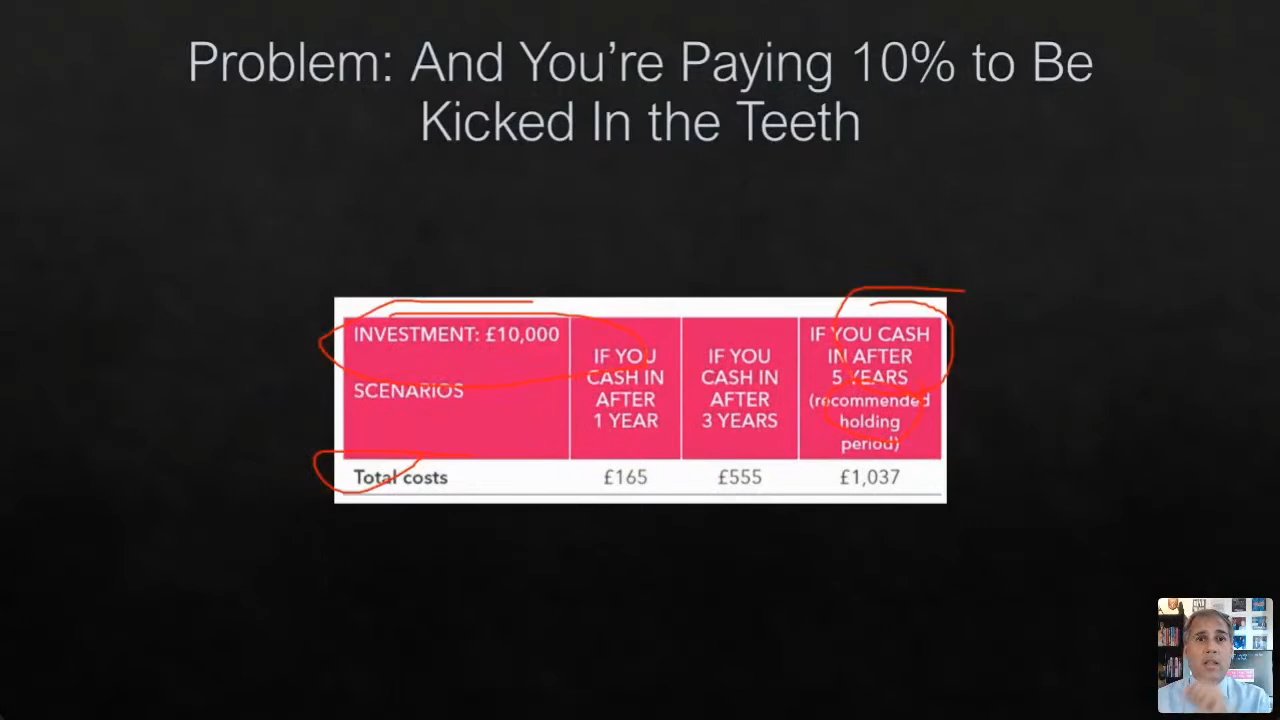 Problem: And You’re Paying 10% to Be
Kicked In the Teeth
INVESTMENT: £10,000
SCENARIOS
IF YOU
CASH IN
AFTER
1 YEAR
IF YOU
CASH IN
AFTER
3 YEARS
IF YOU CASH
IN AFTER
5 YEARS
(recommended
holding
period)
Total costs
£165
£555
£1,037